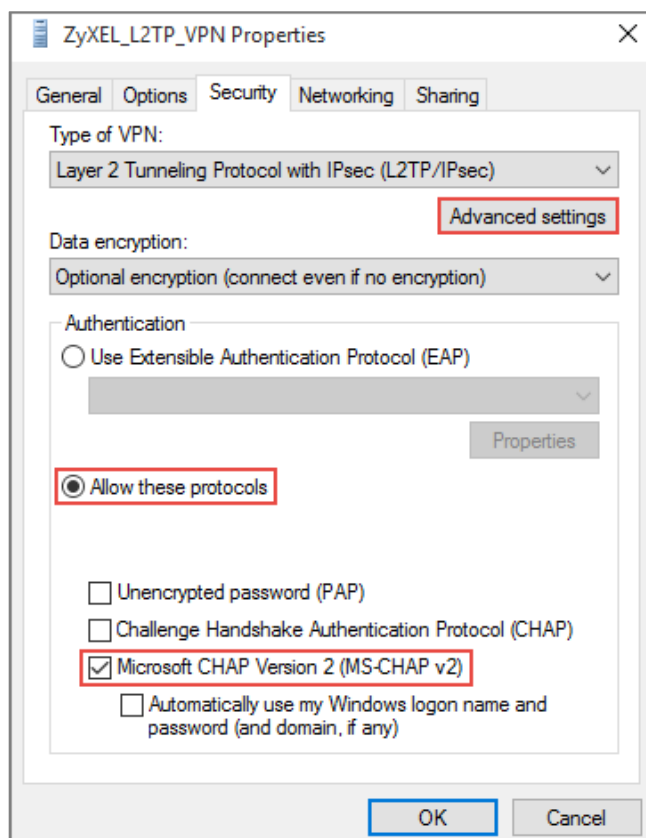 ZyXEL_L2TP_VPN Properties
General Options Security Networking Sharing
Type of VPN:
Layer 2 Tunneling Protocol with IPsec (L2TP/IPsec)
Advanced settings
Data encryption:
Optional encryption (connect even if no encryption)
Authentication
Use Extensible Authentication Protocol (EAP)
Properties
Allow these protocols
Unencrypted password (PAP)
Challenge Handshake Authentication Protocol (CHAP)
Microsoft CHAP Version 2 (MS-CHAP v2)
Automatically use my Windows logon name and
password (and domain, if any)
OK Cancel